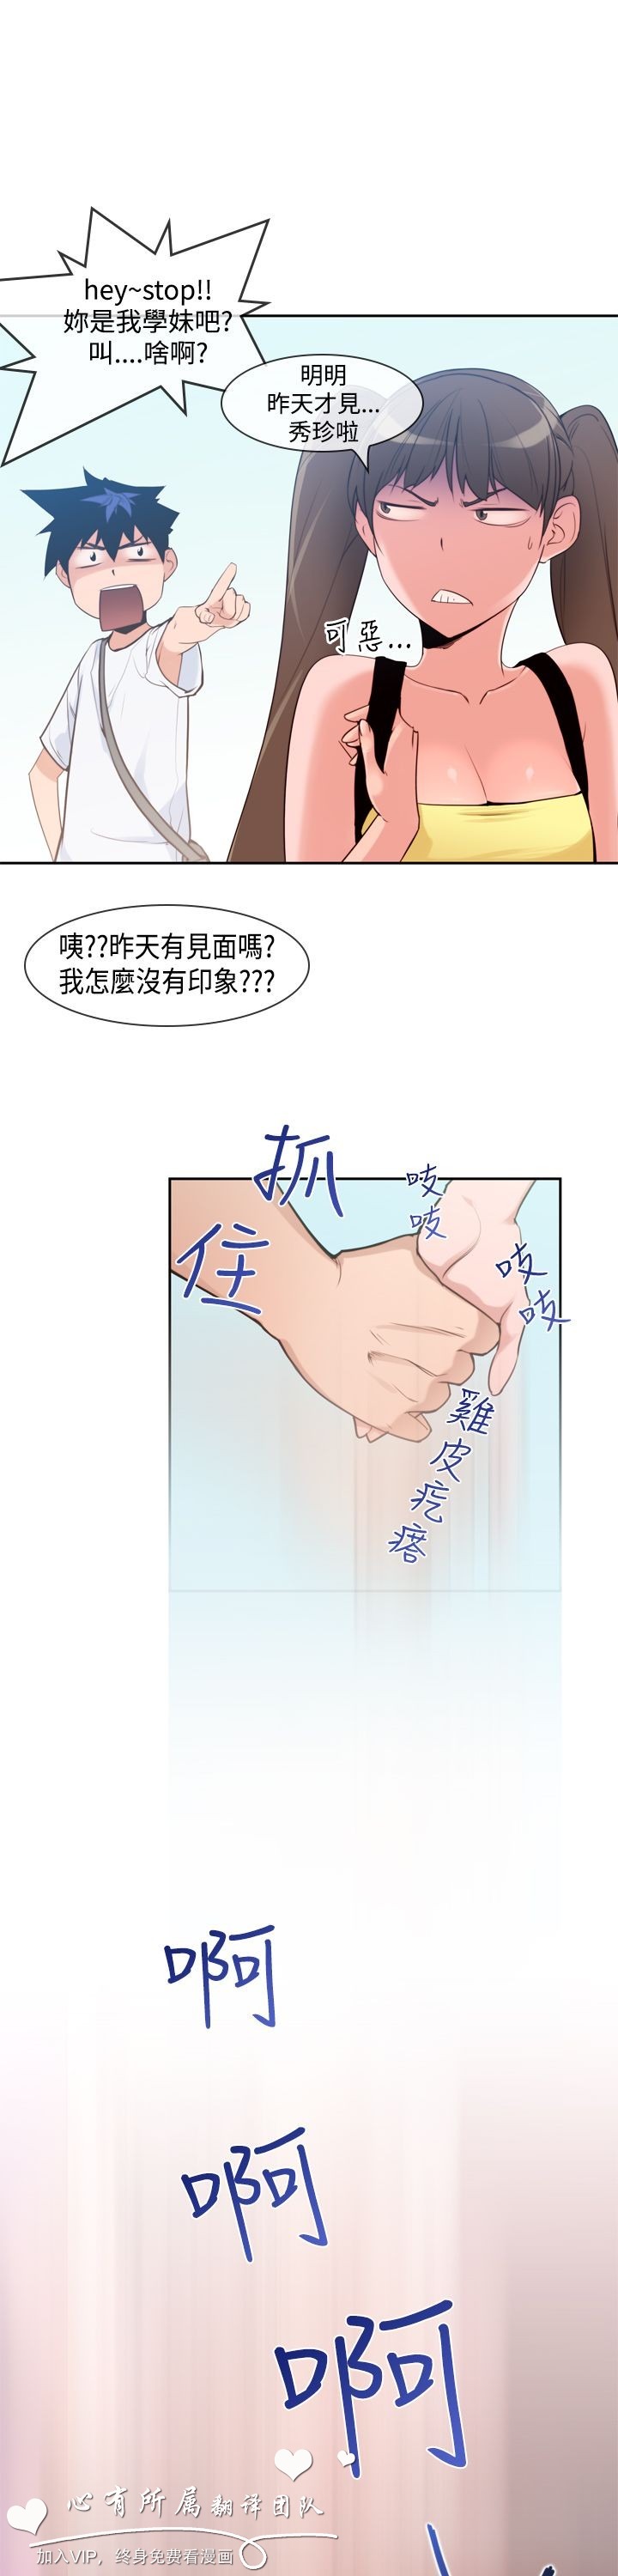 hey~stop!!
妳是我學妹吧?
叫....啥啊?
明明
昨天才見...
秀珍啦
可惡...
咦??昨天有見面嗎?
我怎麼沒有印象???
抓
住
吱
吱
吱
吱
雞
皮
疙
瘩
啊
啊
啊
心有所属翻译团队
加入VIP，终身免费看漫画